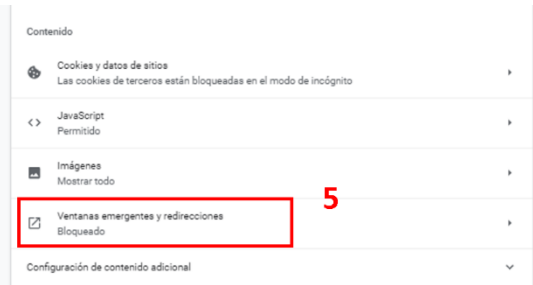 Contenido
Cookies y datos de sitios
Las cookies de terceros están bloqueadas en el modo de incógnito
JavaScript
Permitido
Imágenes
Mostrar todo
5
Ventanas emergentes y redirecciones
Bloqueado
Configuración de contenido adicional